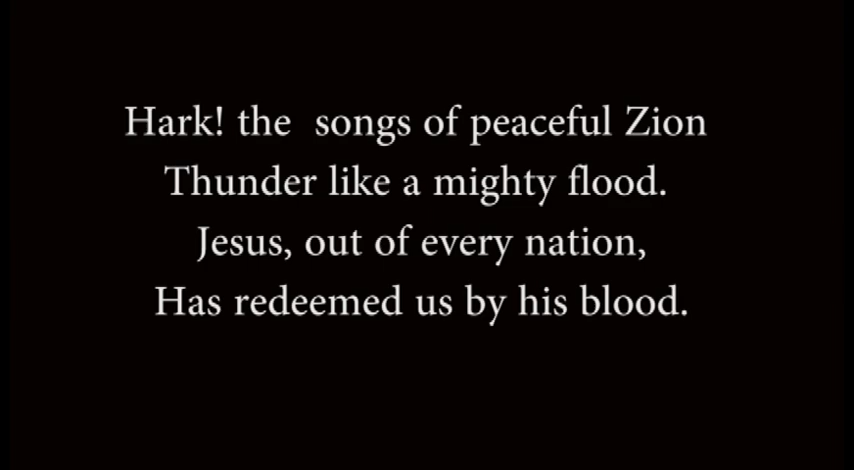 Hark! the  songs of peaceful Zion
Thunder like a mighty flood.
Jesus, out of every nation,
Has redeemed us by his blood.